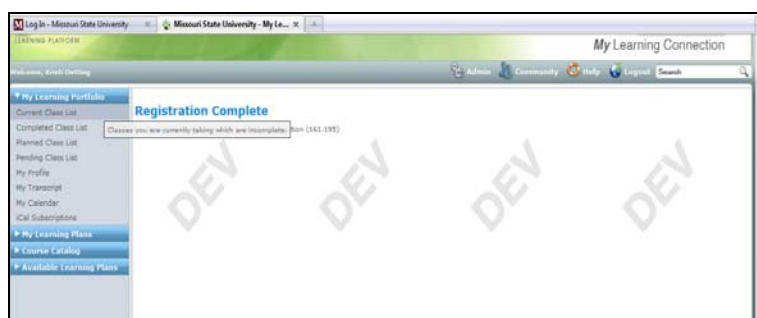 Log In - Missouri State University
Missouri State University - My Le...
LEARNING PLATFORM
My Learning Connection
Welcome, Kristi Oetting
Admin Community Help Logout Search
My Learning Portfolio
Current Class List
Completed Class List
Planned Class List
Pending Class List
My Profile
My Transcript
My Calendar
iCal Subscriptions
My Learning Plans
Course Catalog
Available Learning Plans
Registration Complete
Classes you are currently taking which are incomplete. tion (161.195)
DEV DEV DEV DEV